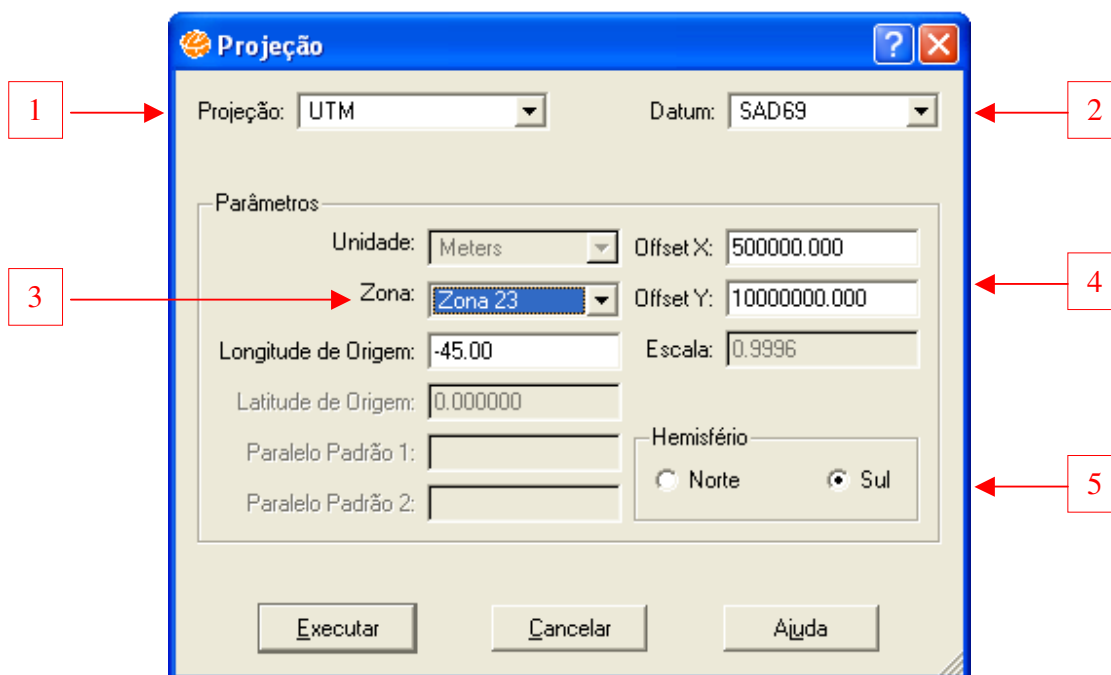 Projeção
1
Projeção: UTM
Datum: SAD69
2
Parâmetros
Unidade: Meters
Offset X: 500000.000
3
Zona: Zona 23
Offset Y: 10000000.000
4
Longitude de Origem: -45.00
Escala: 0.9996
Latitude de Origem: 0.000000
Paralelo Padrão 1:
Hemisfério
Norte
Sul
5
Paralelo Padrão 2:
Executar
Cancelar
Ajuda